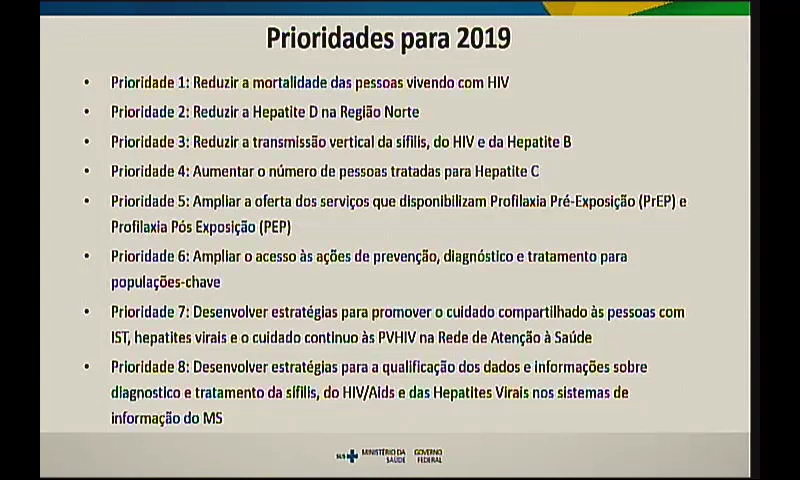 Prioridades para 2019
• Prioridade 1: Reduzir a mortalidade das pessoas vivendo com HIV
• Prioridade 2: Reduzir a Hepatite D na Região Norte
• Prioridade 3: Reduzir a transmissão vertical da sífilis, do HIV e da Hepatite B
• Prioridade 4: Aumentar o número de pessoas tratadas para Hepatite C
• Prioridade 5: Ampliar a oferta dos serviços que disponibilizam Profilaxia Pré-Exposição (PrEP) e
Profilaxia Pós Exposição (PEP)
• Prioridade 6: Ampliar o acesso às ações de prevenção, diagnóstico e tratamento para
populações-chave
• Prioridade 7: Desenvolver estratégias para promover o cuidado compartilhado às pessoas com
IST, hepatites virais e o cuidado continuo às PVHIV na Rede de Atenção à Saúde
• Prioridade 8: Desenvolver estratégias para a qualificação dos dados e informações sobre
diagnostico e tratamento da sífilis, do HIV/Aids e das Hepatites Virais nos sistemas de
informação do MS
SUS MINISTÉRIO DA SAÚDE GOVERNO FEDERAL